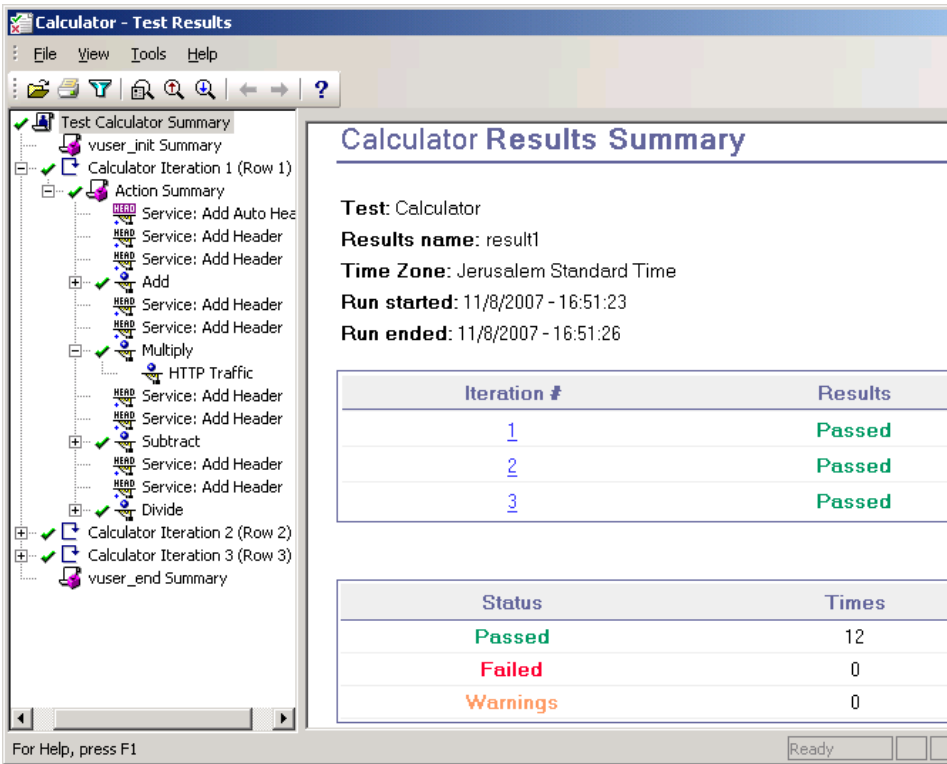 Calculator - Test Results
File View Tools Help
?
Test Calculator Summary
vuser_init Summary
Calculator Iteration 1 (Row 1)
Action Summary
HEAD Service: Add Auto Hea
HEAD Service: Add Header
HEAD Service: Add Header
Add
HEAD Service: Add Header
HEAD Service: Add Header
Multiply
HTTP Traffic
HEAD Service: Add Header
HEAD Service: Add Header
Subtract
HEAD Service: Add Header
HEAD Service: Add Header
Divide
Calculator Iteration 2 (Row 2)
Calculator Iteration 3 (Row 3)
vuser_end Summary
Calculator Results Summary
Test: Calculator
Results name: result1
Time Zone: Jerusalem Standard Time
Run started: 11/8/2007 - 16:51:23
Run ended: 11/8/2007 - 16:51:26
Iteration # Results
1 Passed
2 Passed
3 Passed
Status Times
Passed 12
Failed 0
Warnings 0
For Help, press F1
Ready